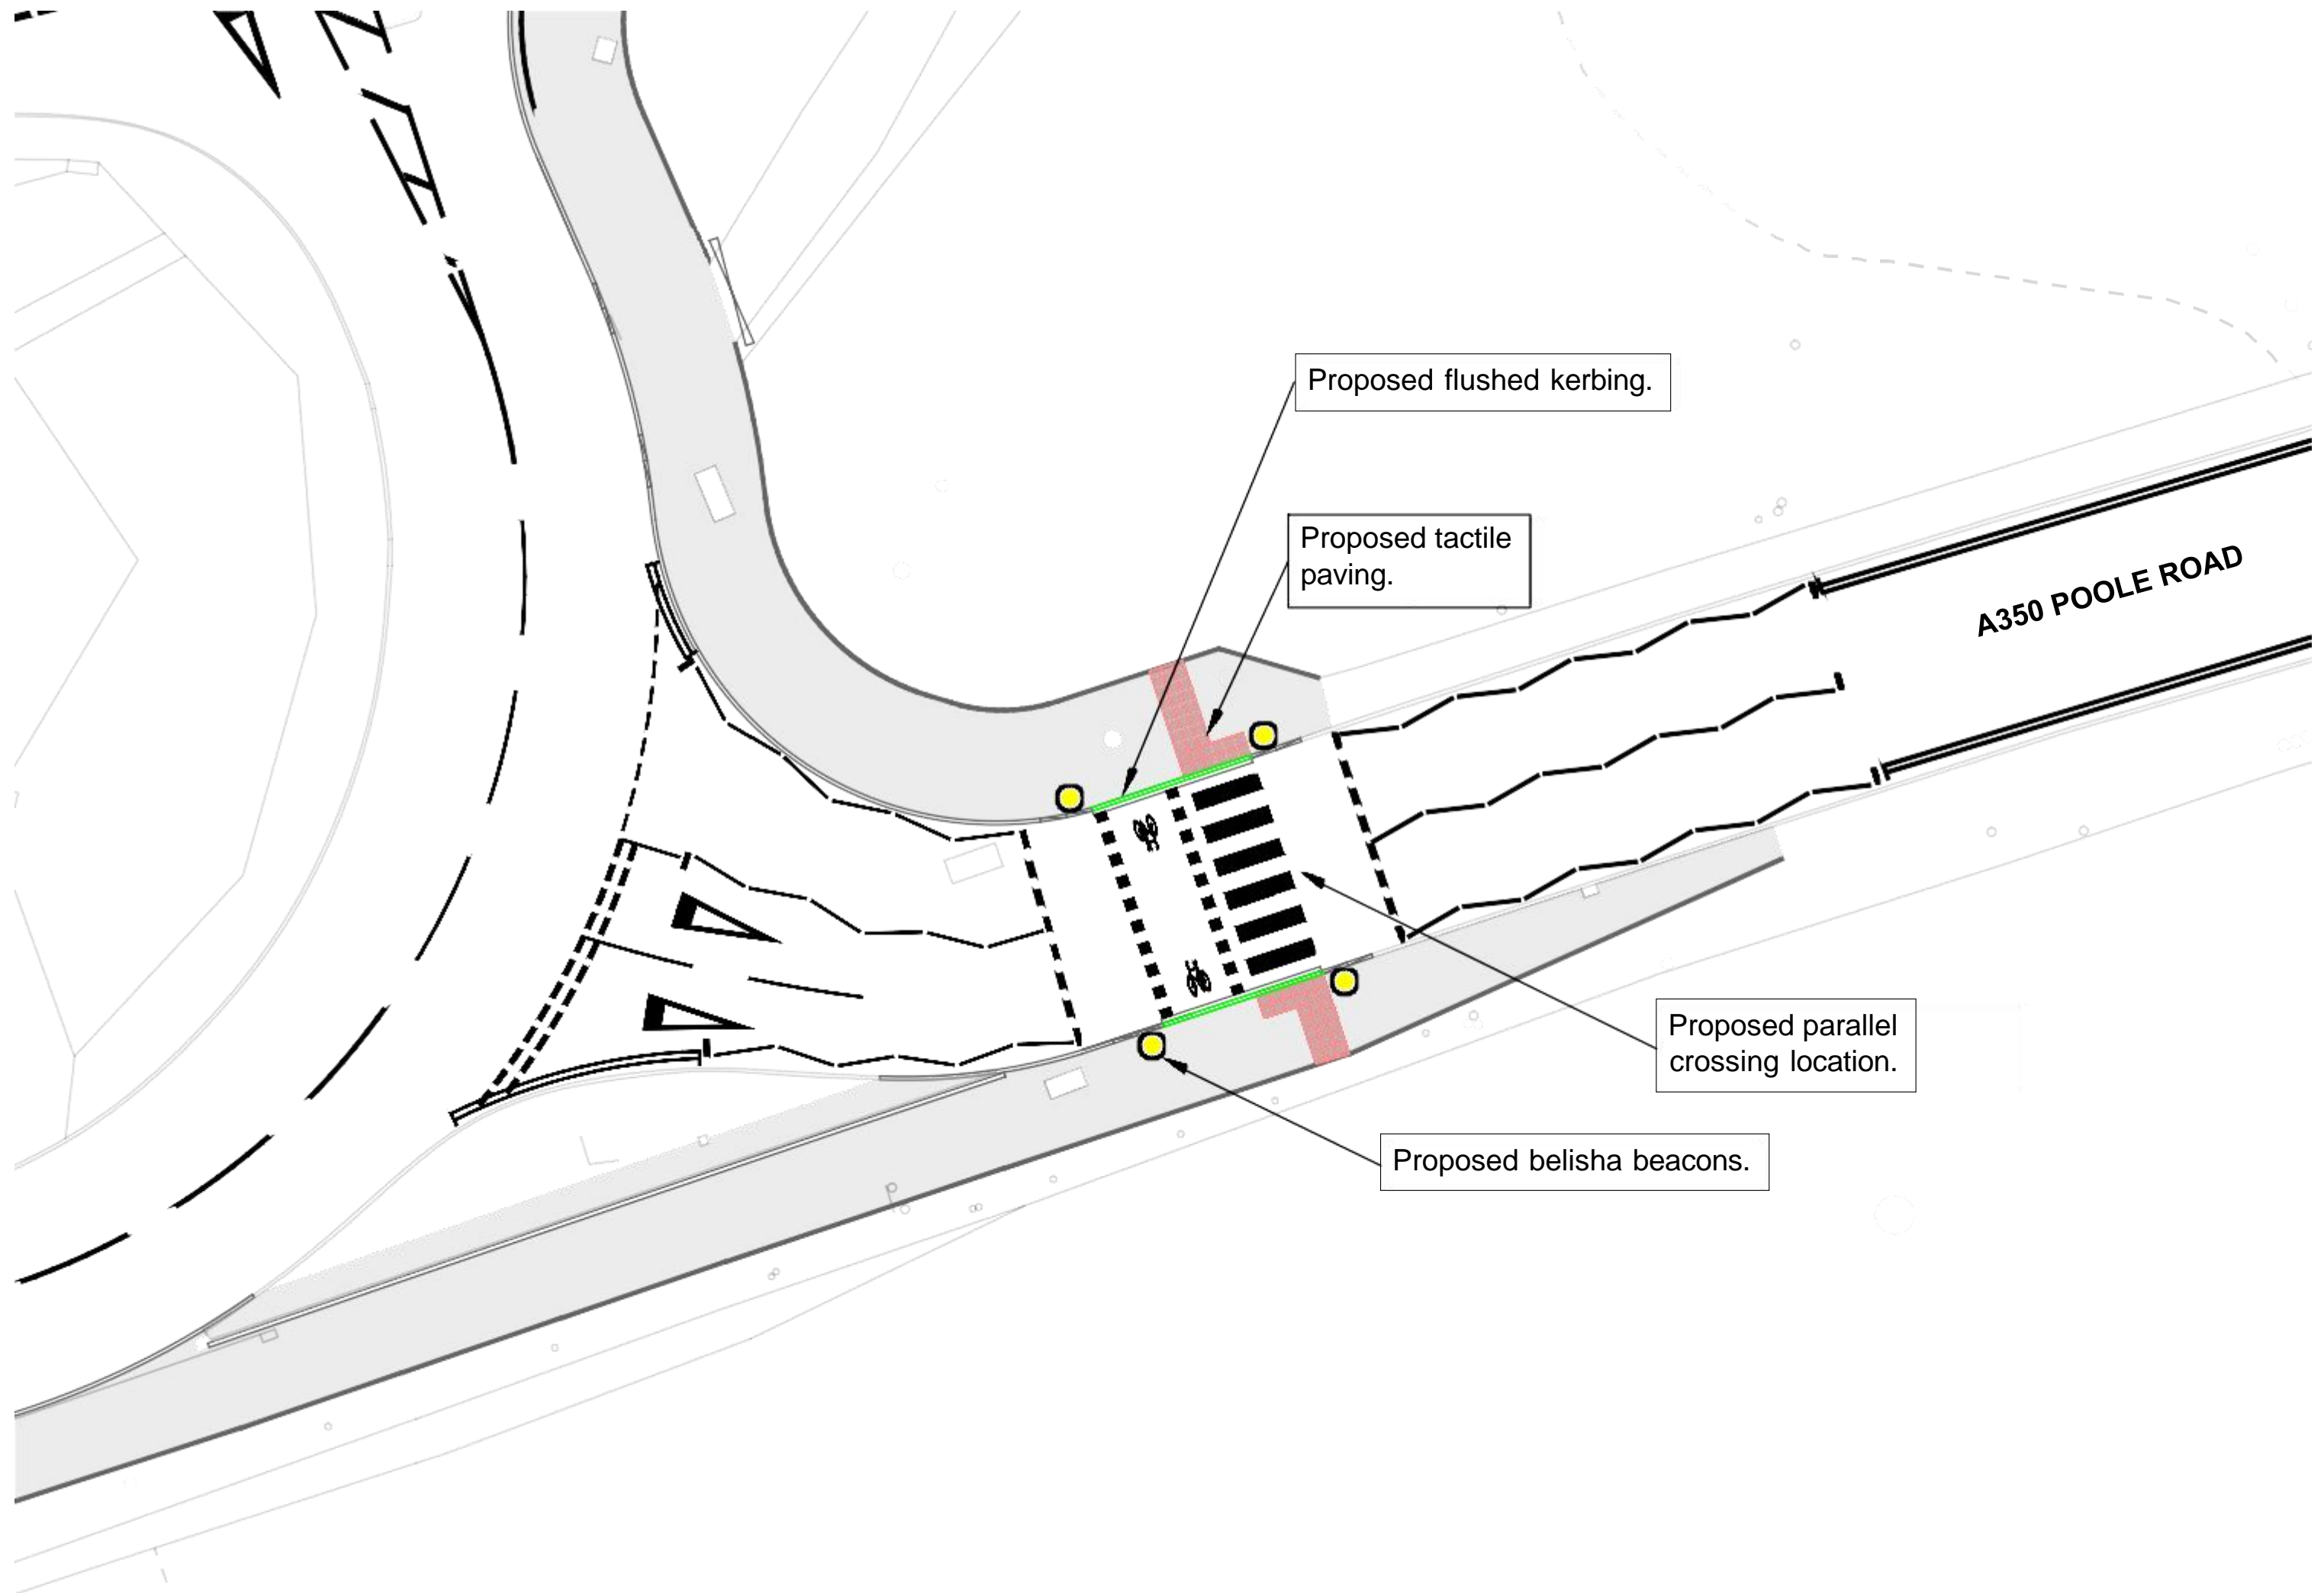 Proposed flushed kerbing.
Proposed tactile
paving.
A350 POOLE ROAD
Proposed parallel
crossing location.
Proposed belisha beacons.